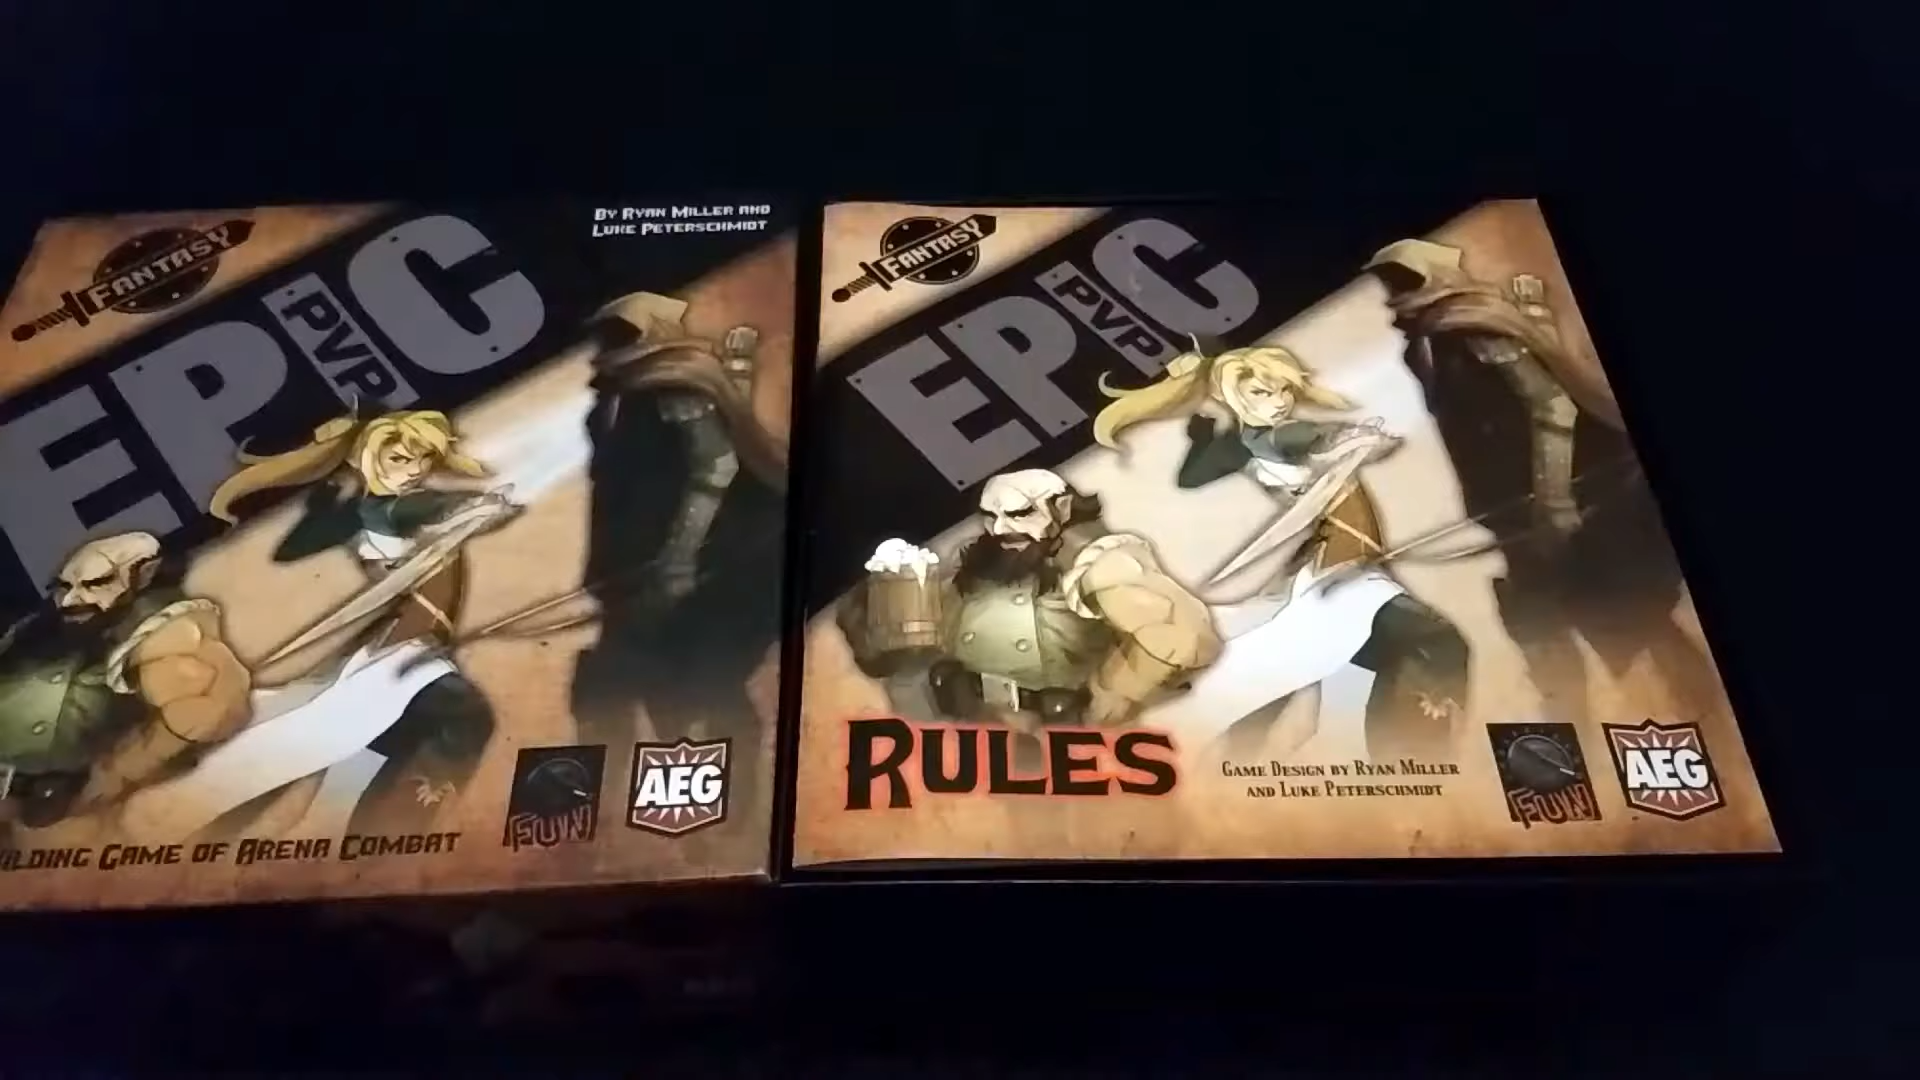 FANTASY
EPIC
PVP
BY RYAN MILLER AND
LUKE PETERSCHMIDT
GAME OF ARENA COMBAT
FUN
AEG
FANTASY
EPIC
PVP
RULES
GAME DESIGN BY RYAN MILLER
AND LUKE PETERSCHMIDT
FUN
AEG